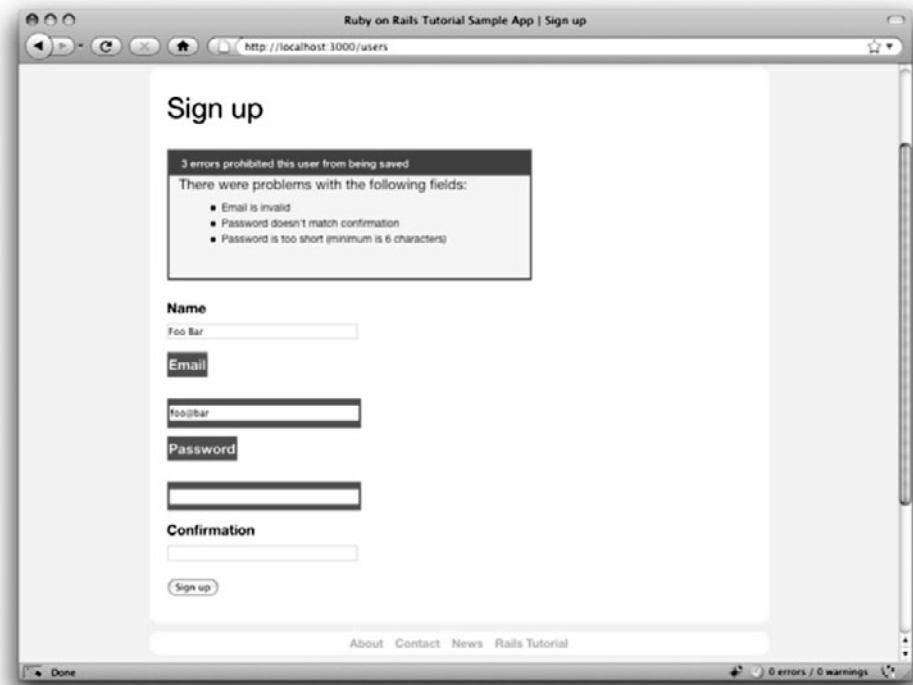 Ruby on Rails Tutorial Sample App | Sign up
http://localhost:3000/users
Sign up
3 errors prohibited this user from being saved
There were problems with the following fields:
Email is invalid
Password doesn't match confirmation
Password is too short (minimum is 6 characters)
Name
Foo Bar
Email
foo@bar
Password
Confirmation
Sign up
About Contact News Rails Tutorial
Done 0 errors / 0 warnings